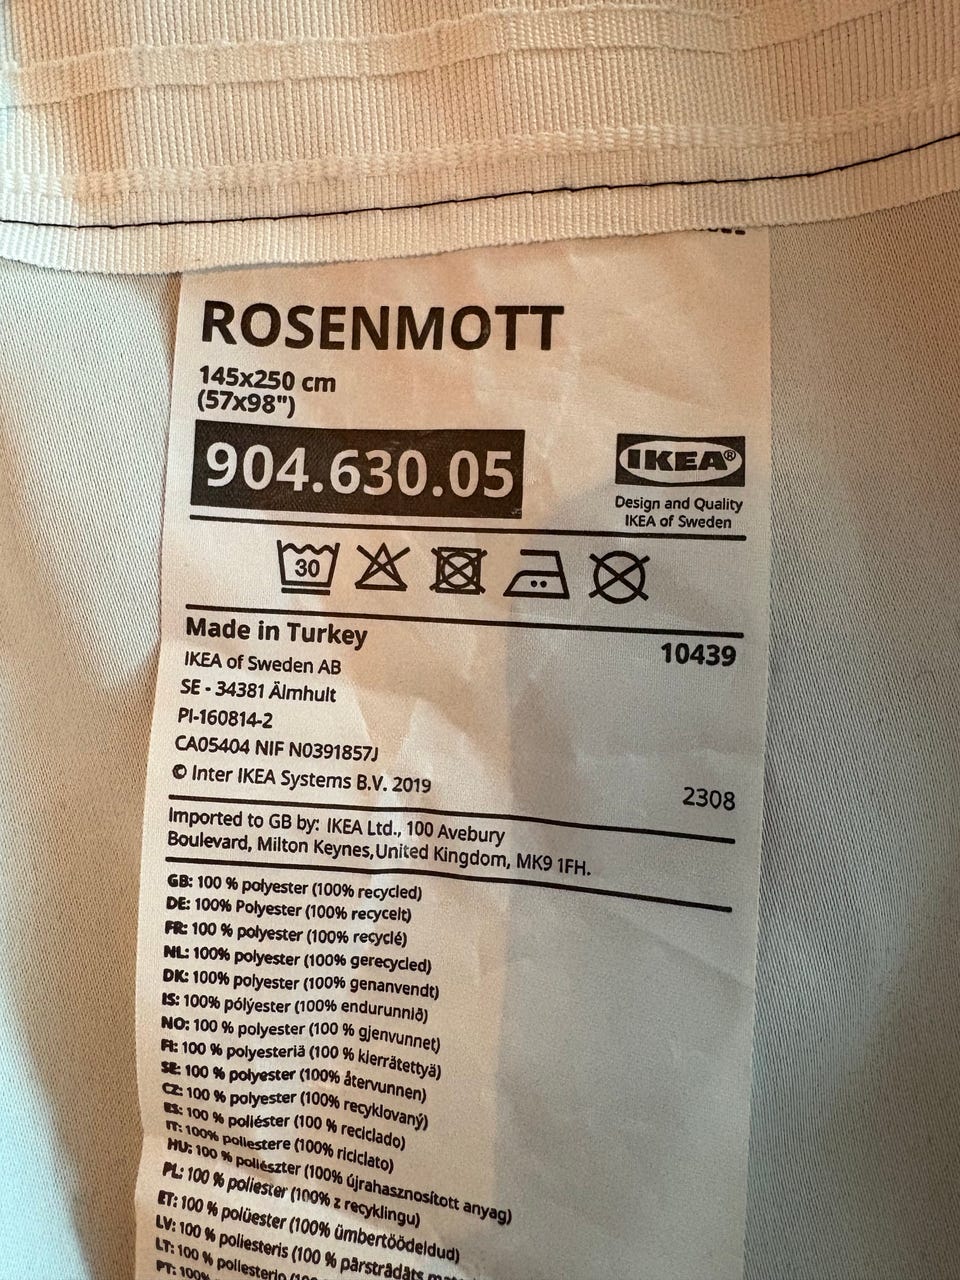 ROSENMOTT
145x250 cm
(57x98")
904.630.05
IKEA®
Design and Quality
IKEA of Sweden
30
Made in Turkey
10439
IKEA of Sweden AB
SE - 34381 Älmhult
PI-160814-2
CA05404 NIF N0391857J
© Inter IKEA Systems B.V. 2019
2308
Imported to GB by: IKEA Ltd., 100 Avebury
Boulevard, Milton Keynes,United Kingdom, MK9 1FH.
GB: 100 % polyester (100% recycled)
DE: 100% Polyester (100% recycelt)
FR: 100 % polyester (100% recyclé)
NL: 100% polyester (100% gerecycled)
DK: 100% polyester (100% genanvendt)
IS: 100% pólýester (100% endurunnið)
NO: 100 % polyester (100 % gjenvunnet)
FI: 100 % polyesteriä (100 % kierrätettyä)
SE: 100 % polyester (100% återvunnen)
CZ: 100 % polyester (100% recyklovaný)
ES: 100 % poliéster (100 % reciclado)
IT: 100% poliestere (100% riciclato)
HU: 100 % poliészter (100% újrahasznosított anyag)
PL: 100 % poliester (100% z recyklingu)
ET: 100 % polüester (100% ümbertöödeldud)
LV: 100 % poliesteris (100 % pārstrādāts
LT: 100 % poliesterio
PT: 100%